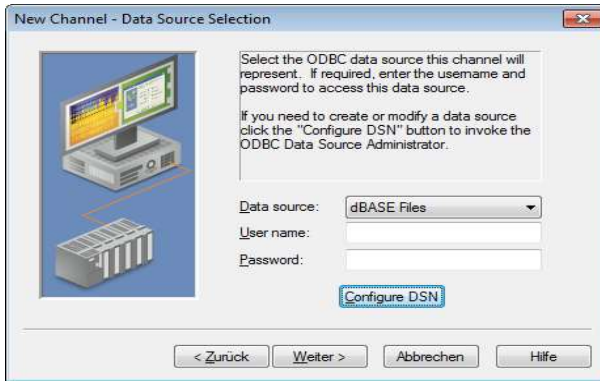 New Channel - Data Source Selection
Select the ODBC data source this channel will
represent. If required, enter the username and
password to access this data source.
If you need to create or modify a data source
click the "Configure DSN" button to invoke the
ODBC Data Source Administrator.
Data source: dBASE Files
User name:
Password:
Configure DSN
< Zurück Weiter > Abbrechen Hilfe